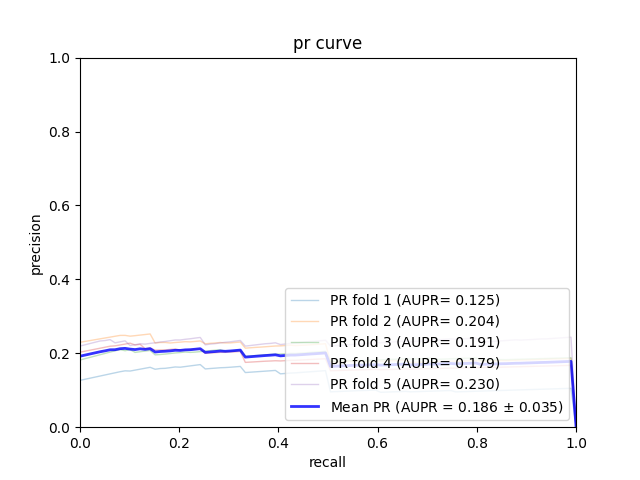 pr curve
1.0
0.8
0.6
0.4
0.2
0.0
precision
PR fold 1 (AUPR= 0.125)
PR fold 2 (AUPR= 0.204)
PR fold 3 (AUPR= 0.191)
PR fold 4 (AUPR= 0.179)
PR fold 5 (AUPR= 0.230)
Mean PR (AUPR = 0.186 ± 0.035)
0.0 0.2 0.4 0.6 0.8 1.0
recall